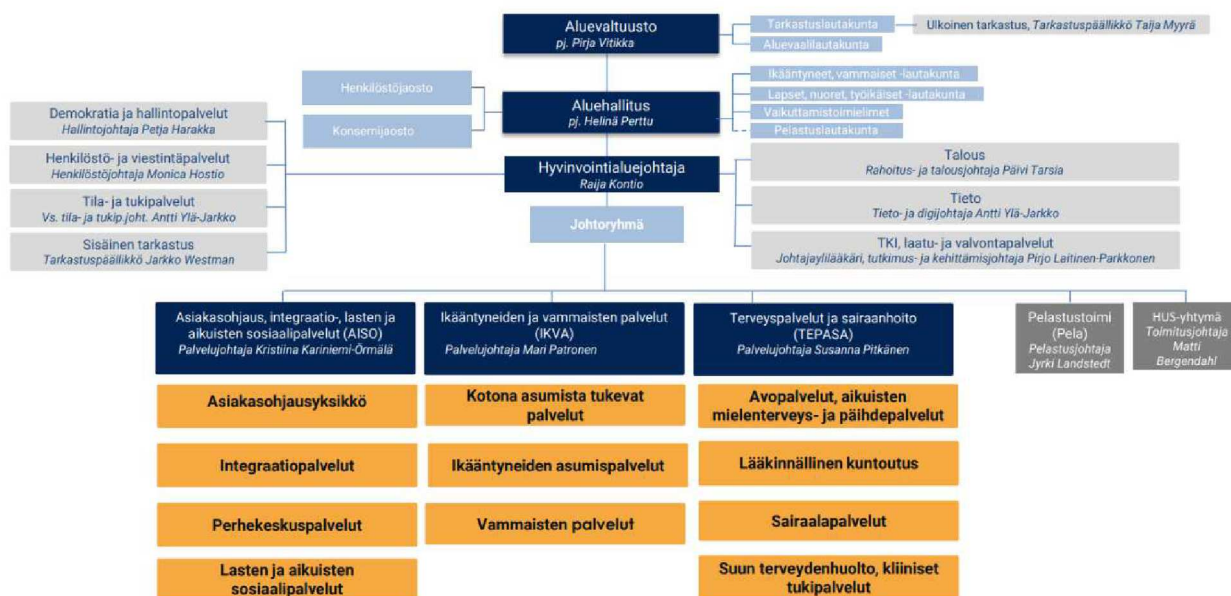 Aluevaltuusto
pj. Pirja Vitikka
Tarkastuslautakunta
Ulkoinen tarkastus, Tarkastuspäällikkö Taija Myyrä
Aluevaalilautakunta
Henkilöstöjaosto
Konsernijaosto
Aluehallitus
pj. Helinä Perttu
Ikääntyneet, vammaiset -lautakunta
Lapset, nuoret, työikäiset -lautakunta
Vaikuttamistoimielimet
Pelastuslautakunta
Demokratia ja hallintopalvelut
Hallintojohtaja Petja Harakka
Henkilöstö- ja viestintäpalvelut
Henkilöstöjohtaja Monica Hostio
Tila- ja tukipalvelut
Vs. tila- ja tukip.joht. Antti Ylä-Jarkko
Sisäinen tarkastus
Tarkastuspäällikkö Jarkko Westman
Hyvinvointialuejohtaja
Raija Kontio
Johtoryhmä
Talous
Rahoitus- ja talousjohtaja Päivi Tarsia
Tieto
Tieto- ja digijohtaja Antti Ylä-Jarkko
TKI, laatu- ja valvontapalvelut
Johtajaylilääkäri, tutkimus- ja kehittämisjohtaja Pirjo Laitinen-Parkkonen
Asiakasohjaus, integraatio-, lasten ja
aikuisten sosiaalipalvelut (AISO)
Palvelujohtaja Kristiina Kariniemi-Örmälä
Asiakasohjausyksikkö
Integraatiopalvelut
Perhekeskuspalvelut
Lasten ja aikuisten
sosiaalipalvelut
Ikääntyneiden ja vammaisten palvelut
(IKVA)
Palvelujohtaja Mari Patronen
Kotona asumista tukevat
palvelut
Ikääntyneiden asumispalvelut
Vammaisten palvelut
Terveyspalvelut ja sairaanhoito
(TEPASA)
Palvelujohtaja Susanna Pitkänen
Avopalvelut, aikuisten
mielenterveys- ja päihdepalvelut
Lääkinnällinen kuntoutus
Sairaalapalvelut
Suun terveydenhuolto, kliiniset
tukipalvelut
Pelastustoimi
(Pela)
Pelastusjohtaja
Jyrki Landstedt
HUS-yhtymä
Toimitusjohtaja
Matti
Bergendahl